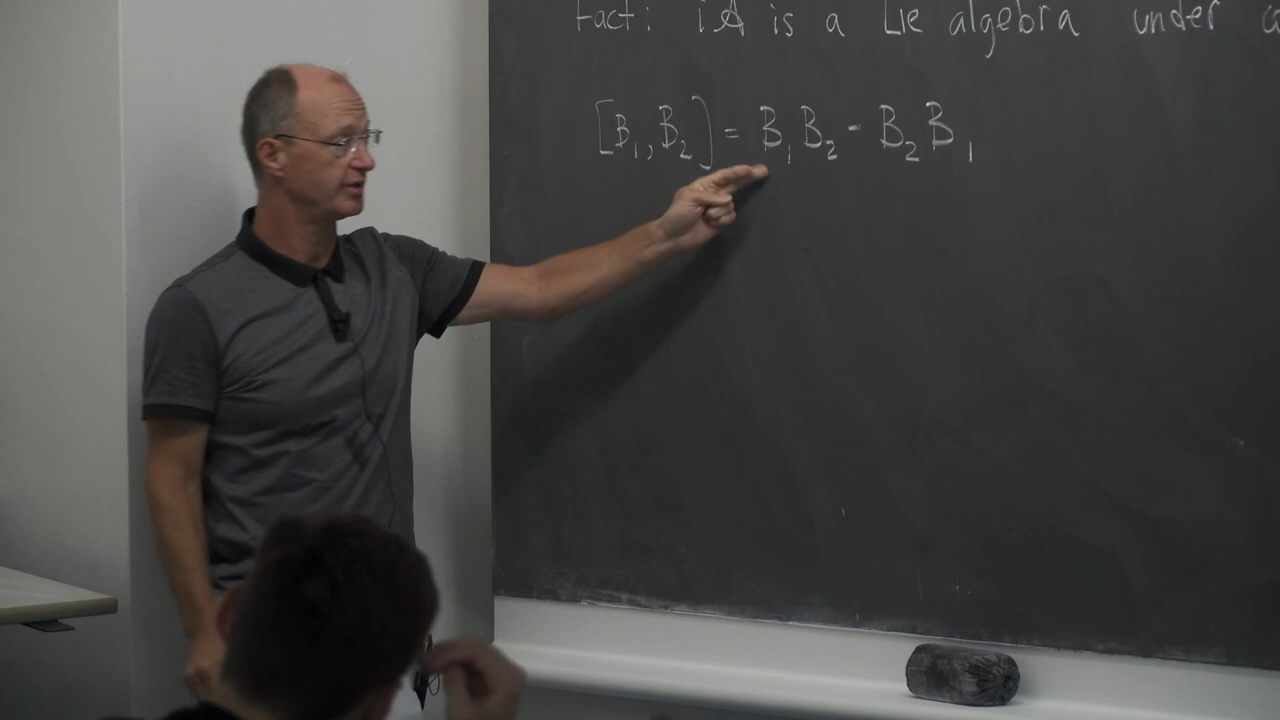 Fact: iA is a Lie algebra under
[B₁, B₂] = B₁B₂ - B₂B₁